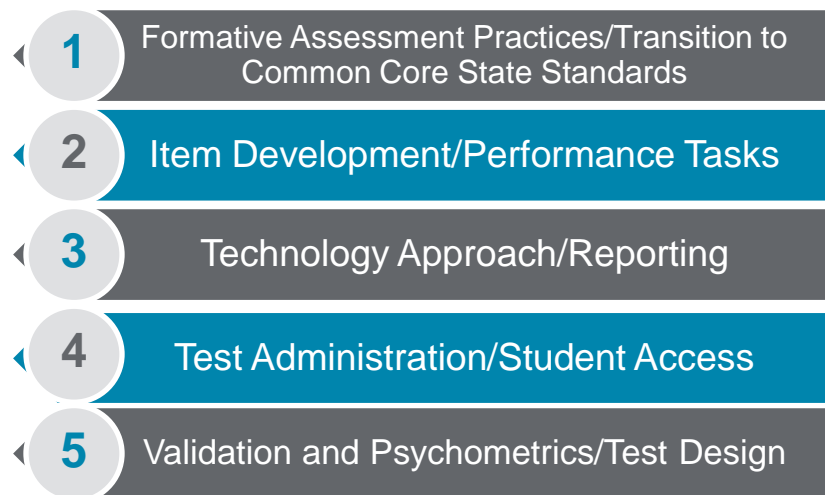 1
Formative Assessment Practices/Transition to
Common Core State Standards
2
Item Development/Performance Tasks
3
Technology Approach/Reporting
4
Test Administration/Student Access
5
Validation and Psychometrics/Test Design